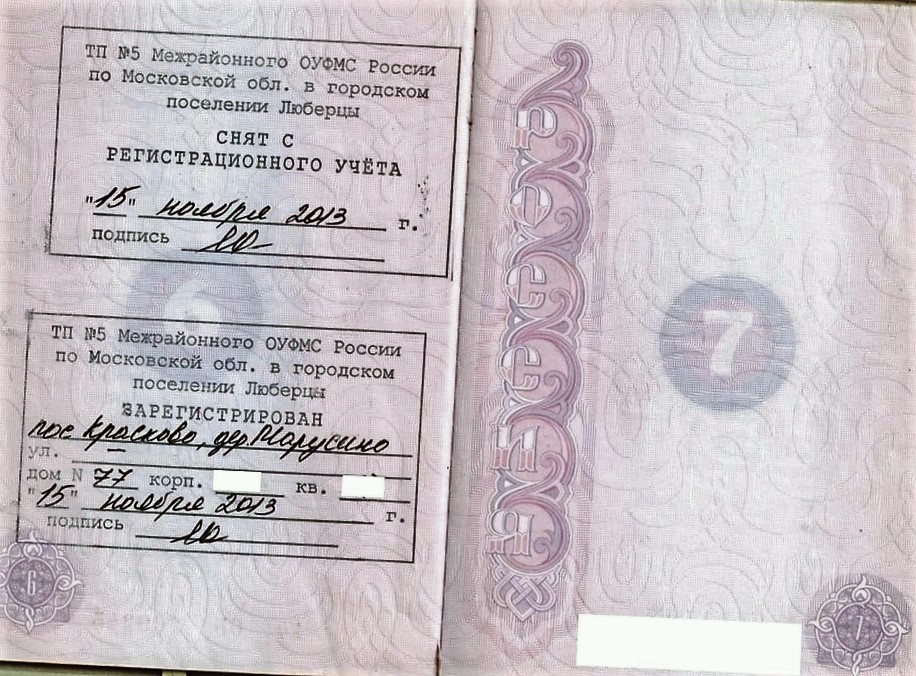 ТП №5 Межрайонного ОУФМС России
по Московской обл. в городском
поселении Люберцы
СНЯТ С
РЕГИСТРАЦИОННОГО УЧЁТА
"15" ноября 2013 г.
подпись
ТП №5 Межрайонного ОУФМС России
по Московской обл. в городском
поселении Люберцы
ЗАРЕГИСТРИРОВАН
пос Красково, дер Марусино
ул.
дом N 77 корп. кв.
"15" ноября 2013 г.
подпись
6
РОССИЯ
7
7